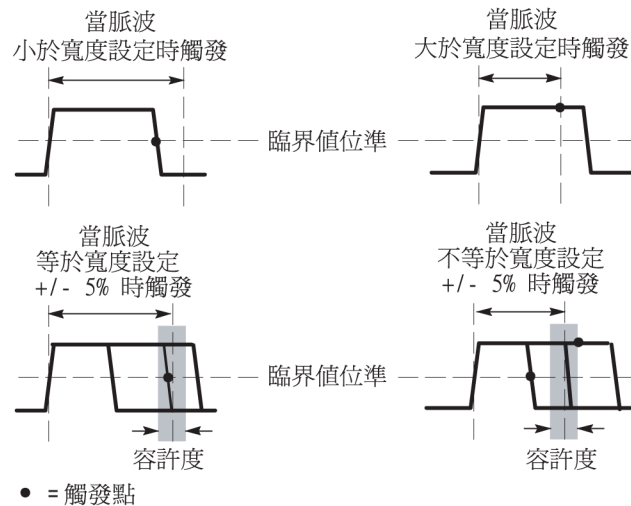 當脈波
小於寬度設定時觸發
當脈波
大於寬度設定時觸發
臨界值位準
當脈波
等於寬度設定
+/- 5% 時觸發
當脈波
不等於寬度設定
+/- 5% 時觸發
臨界值位準
容許度
容許度
● = 觸發點